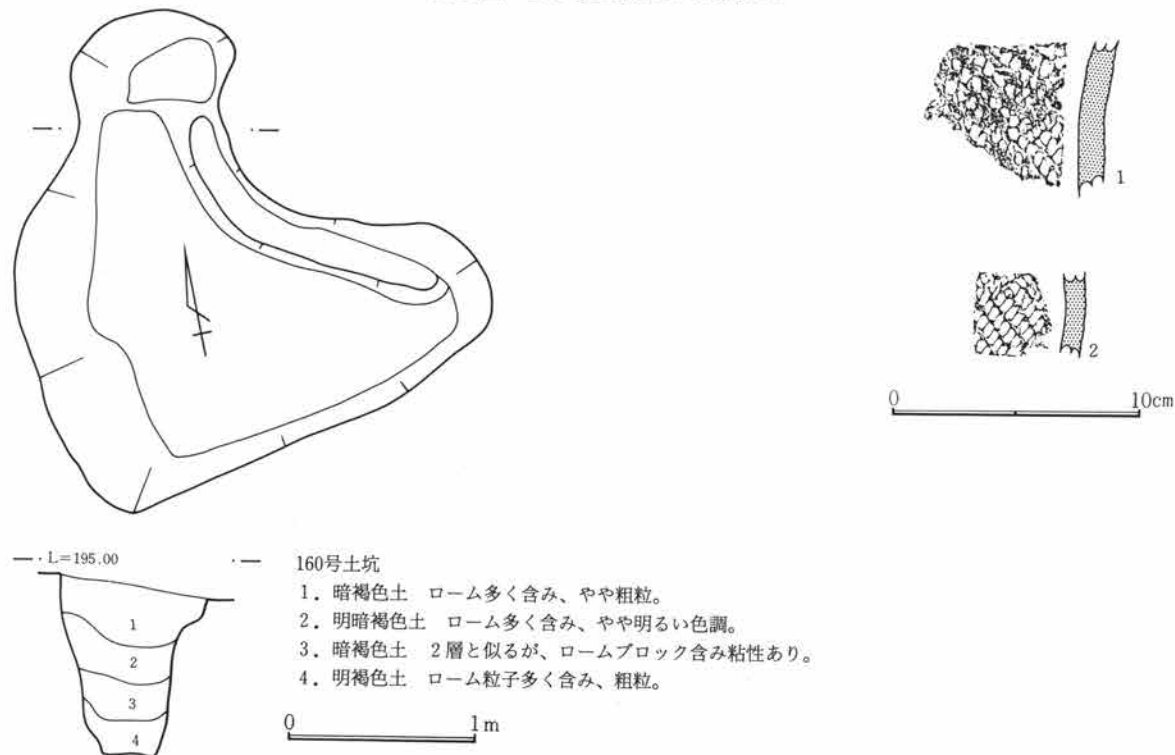 1
2
0 10cm
L=195.00
1
2
3
4
160号土坑
1．暗褐色土　ローム多く含み、やや粗粒。
2．明暗褐色土　ローム多く含み、やや明るい色調。
3．暗褐色土　2層と似るが、ロームブロック含み粘性あり。
4．明褐色土　ローム粒子多く含み、粗粒。
0 1m